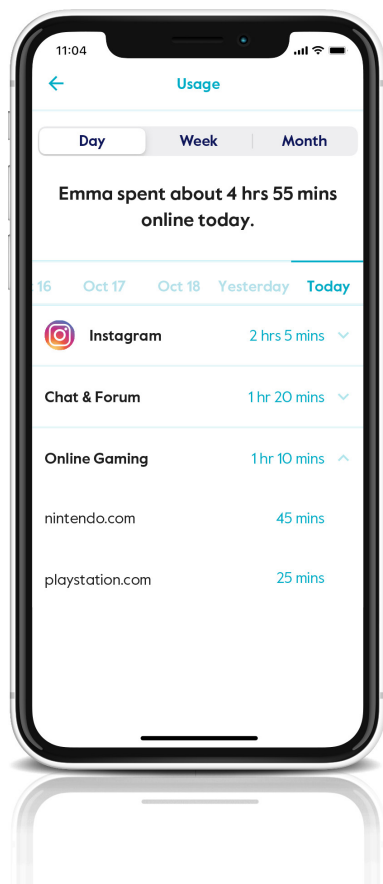 11:04
Usage
Day Week Month
Emma spent about 4 hrs 55 mins
online today.
16 Oct 17 Oct 18 Yesterday Today
Instagram 2 hrs 5 mins
Chat & Forum 1 hr 20 mins
Online Gaming 1 hr 10 mins
nintendo.com 45 mins
playstation.com 25 mins